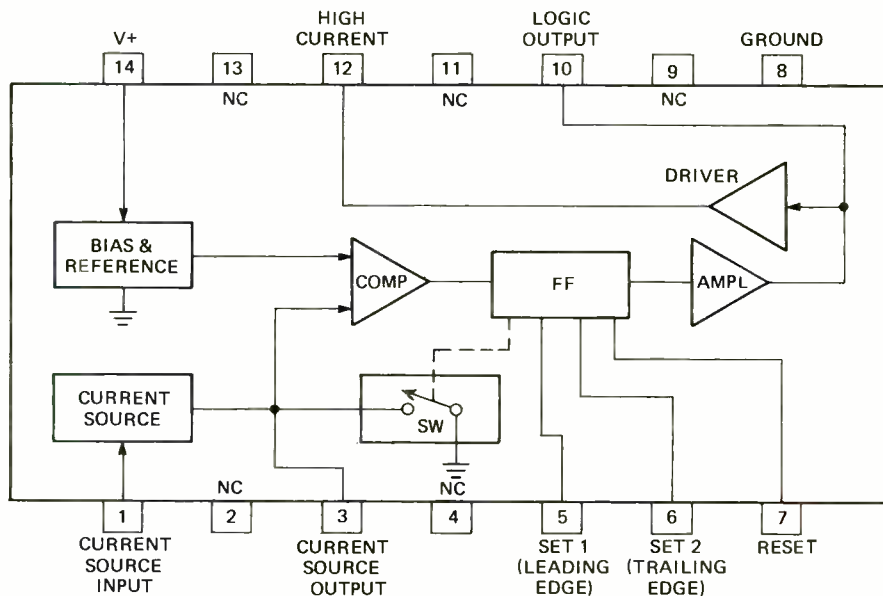 V+
HIGH
CURRENT
LOGIC
OUTPUT
GROUND
14
13
12
11
10
9
8
NC
NC
NC
DRIVER
BIAS &
REFERENCE
COMP
FF
AMPL
CURRENT
SOURCE
SW
NC
NC
1
2
3
4
5
6
7
CURRENT
SOURCE
INPUT
CURRENT
SOURCE
OUTPUT
SET 1
(LEADING
EDGE)
SET 2
(TRAILING
EDGE)
RESET